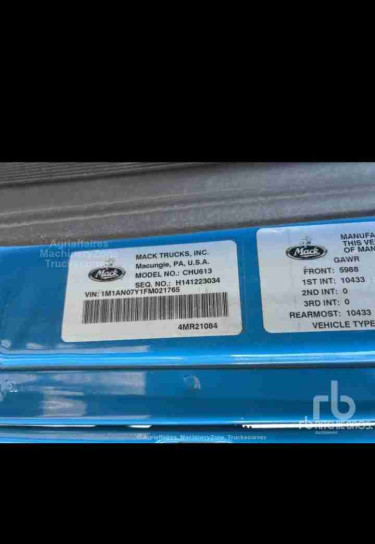 Agriaffaires
Truckscorner
Mack
MACK TRUCKS, INC.
Macungie, PA, U.S.A.
MODEL NO.: CHU613
SEQ. NO.: H141223034
VIN: 1M1AN07Y1FM021765
4MR21084
Mack
MANUFA
THIS VE
OF MAN
GAWR
FRONT: 5988
1ST INT: 10433
2ND INT: 0
3RD INT: 0
REARMOST: 10433
VEHICLE TYPE
rb
RITCHIE BROS
© Agriaffaires, MachineryZone, Truckscorner